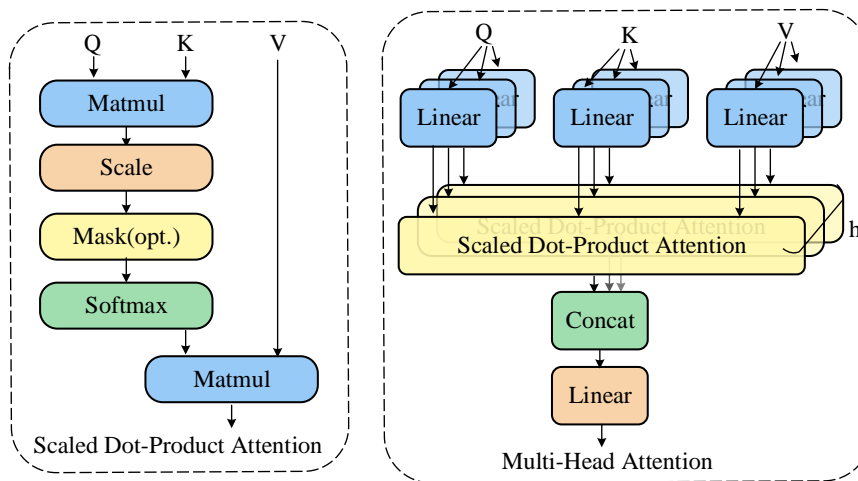 Q K V
Matmul
Scale
Mask(opt.)
Softmax
Matmul
Scaled Dot-Product Attention
Q K V
Linear Linear Linear
Scaled Dot-Product Attention
Scaled Dot-Product Attention
h
Concat
Linear
Multi-Head Attention